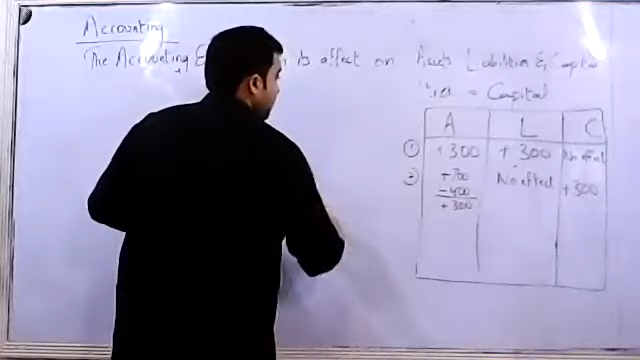 Accounting
The Accounting E its affect on Assets Liabilities & Capital
= Capital
A L C
① +300 +300 No effect
② +700 No effect +300
-400
+300